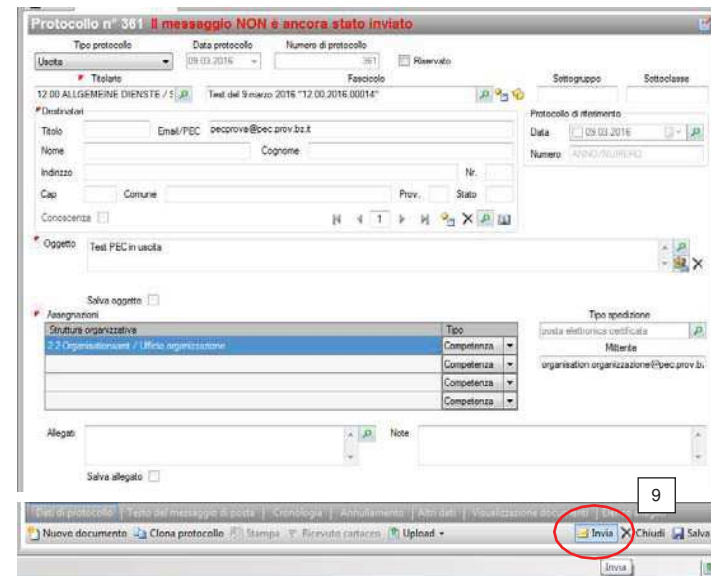 Protocollo n° 361 Il messaggio NON è ancora stato inviato
Tipo protocollo Data protocollo Numero di protocollo
Uscita 09.03.2016 361 Riservato
Titolario Fascicolo Sottogruppo Sottoclasse
12.00 ALLGEMEINE DIENSTE / S Test del 9 marzo 2016 "12.00.2016.00014"
Destinatari Protocollo di riferimento
Titolo Email/PEC pecprova@pec.prov.bz.it Data 09.03.2016
Nome Cognome Numero ANNO/NUMERO
Indirizzo Nr.
Cap Comune Prov. Stato
Conoscenza 1
Oggetto Test PEC in uscita
Salva oggetto
Assegnazioni Tipo spedizione
Struttura organizzativa Tipo posta elettronica certificata
2.2 Organisationsamt / Ufficio organizzazione Competenza Mittente
Competenza organisation.organizzazione@pec.prov.b
Competenza
Competenza
Allegati Note
Salva allegato
9
Dati di protocollo Testo del messaggio di posta Cronologia Annullamento Altri dati Visualizzazione
Nuovo documento Clona protocollo Stampa Ricevuto cartaceo Upload Invia Chiudi Salva
Invia